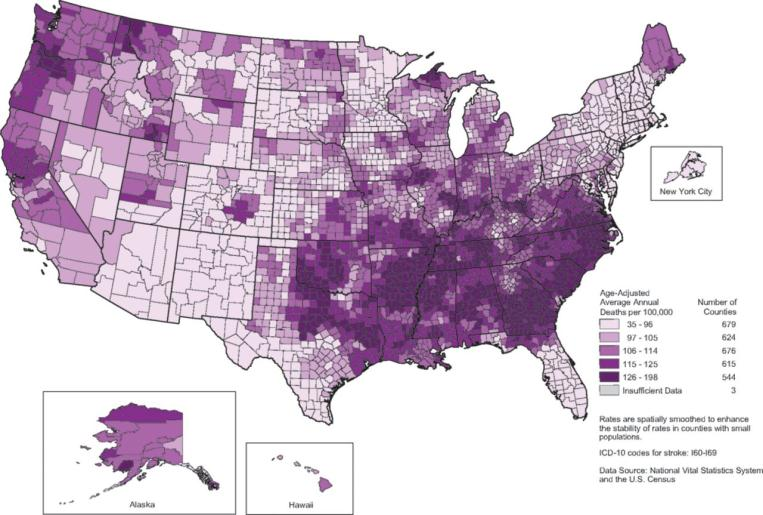 New York City
Age-Adjusted
Average Annual
Deaths per 100,000
Number of
Counties
35 - 96 679
97 - 105 624
106 - 114 676
115 - 125 615
126 - 198 544
Insufficient Data 3
Rates are spatially smoothed to enhance
the stability of rates in counties with small
populations.
ICD-10 codes for stroke: I60-I69
Data Source: National Vital Statistics System
and the U.S. Census
Alaska
Hawaii